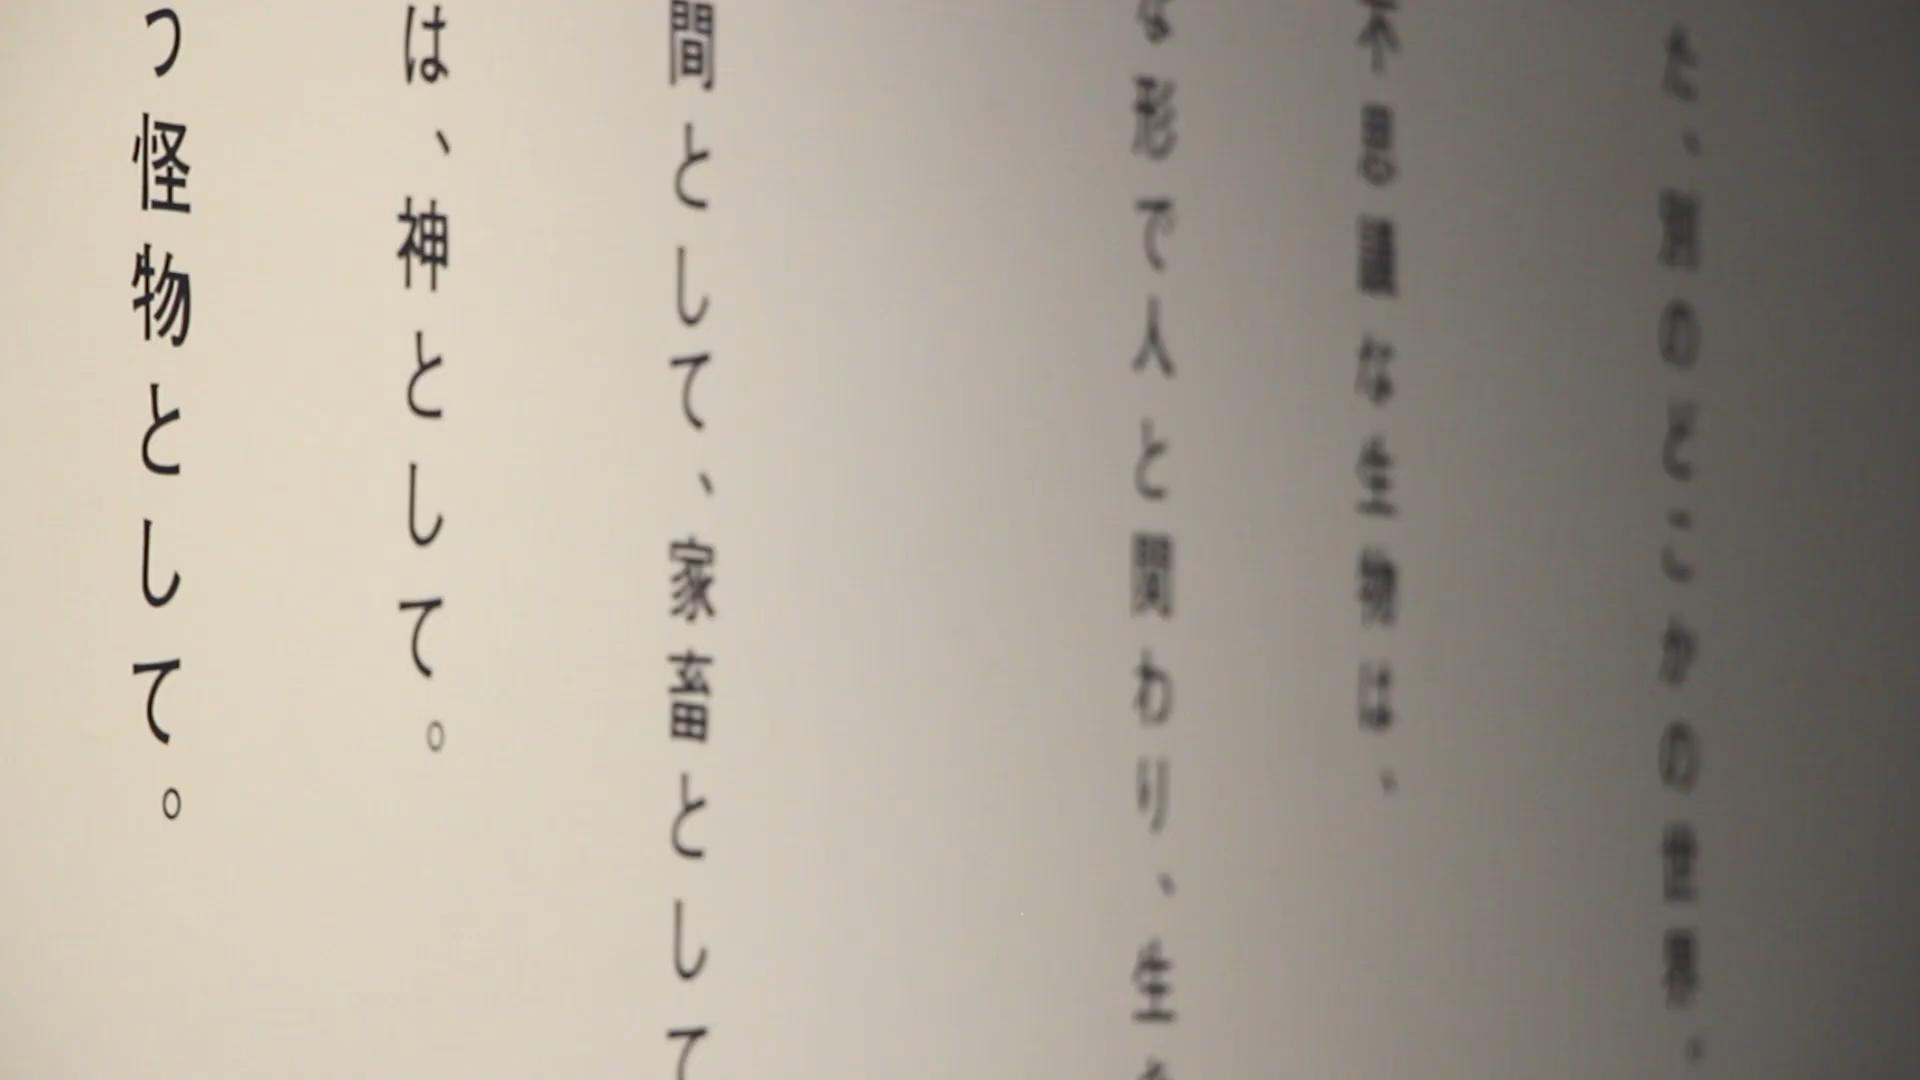 た、別のどこかの世界。
不思議な生物は、
な形で人と関わり、生き
間として、家畜として
は、神として。
つ怪物として。